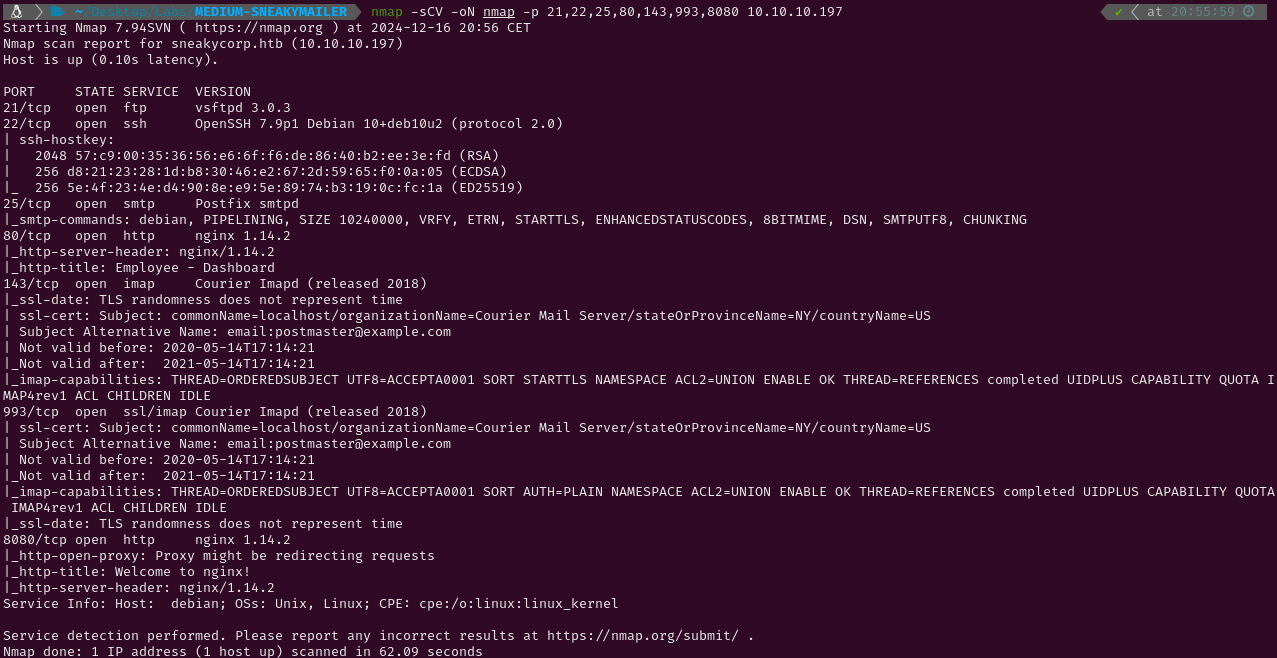 ~/Desktop/Labs/MEDIUM-SNEAKYMAILER nmap -sCV -oN nmap -p 21,22,25,80,143,993,8080 10.10.10.197 ✔ at 20:55:59
Starting Nmap 7.94SVN ( https://nmap.org ) at 2024-12-16 20:56 CET
Nmap scan report for sneakycorp.htb (10.10.10.197)
Host is up (0.10s latency).

PORT     STATE SERVICE  VERSION
21/tcp   open  ftp      vsftpd 3.0.3
22/tcp   open  ssh      OpenSSH 7.9p1 Debian 10+deb10u2 (protocol 2.0)
| ssh-hostkey:
|   2048 57:c9:00:35:36:56:e6:6f:f6:de:86:40:b2:ee:3e:fd (RSA)
|   256 d8:21:23:28:1d:b8:30:46:e2:67:2d:59:65:f0:0a:05 (ECDSA)
|_  256 5e:4f:23:4e:d4:90:8e:e9:5e:89:74:b3:19:0c:fc:1a (ED25519)
25/tcp   open  smtp     Postfix smtpd
|_smtp-commands: debian, PIPELINING, SIZE 10240000, VRFY, ETRN, STARTTLS, ENHANCEDSTATUSCODES, 8BITMIME, DSN, SMTPUTF8, CHUNKING
80/tcp   open  http     nginx 1.14.2
|_http-server-header: nginx/1.14.2
|_http-title: Employee - Dashboard
143/tcp  open  imap     Courier Imapd (released 2018)
|_ssl-date: TLS randomness does not represent time
| ssl-cert: Subject: commonName=localhost/organizationName=Courier Mail Server/stateOrProvinceName=NY/countryName=US
| Subject Alternative Name: email:postmaster@example.com
| Not valid before: 2020-05-14T17:14:21
|_Not valid after:  2021-05-14T17:14:21
|_imap-capabilities: THREAD=ORDEREDSUBJECT UTF8=ACCEPTA0001 SORT STARTTLS NAMESPACE ACL2=UNION ENABLE OK THREAD=REFERENCES completed UIDPLUS CAPABILITY QUOTA I
MAP4rev1 ACL CHILDREN IDLE
993/tcp  open  ssl/imap Courier Imapd (released 2018)
| ssl-cert: Subject: commonName=localhost/organizationName=Courier Mail Server/stateOrProvinceName=NY/countryName=US
| Subject Alternative Name: email:postmaster@example.com
| Not valid before: 2020-05-14T17:14:21
|_Not valid after:  2021-05-14T17:14:21
|_imap-capabilities: THREAD=ORDEREDSUBJECT UTF8=ACCEPTA0001 SORT AUTH=PLAIN NAMESPACE ACL2=UNION ENABLE OK THREAD=REFERENCES completed UIDPLUS CAPABILITY QUOTA
 IMAP4rev1 ACL CHILDREN IDLE
|_ssl-date: TLS randomness does not represent time
8080/tcp open  http     nginx 1.14.2
|_http-open-proxy: Proxy might be redirecting requests
|_http-title: Welcome to nginx!
|_http-server-header: nginx/1.14.2
Service Info: Host:  debian; OSs: Unix, Linux; CPE: cpe:/o:linux:linux_kernel

Service detection performed. Please report any incorrect results at https://nmap.org/submit/ .
Nmap done: 1 IP address (1 host up) scanned in 62.09 seconds